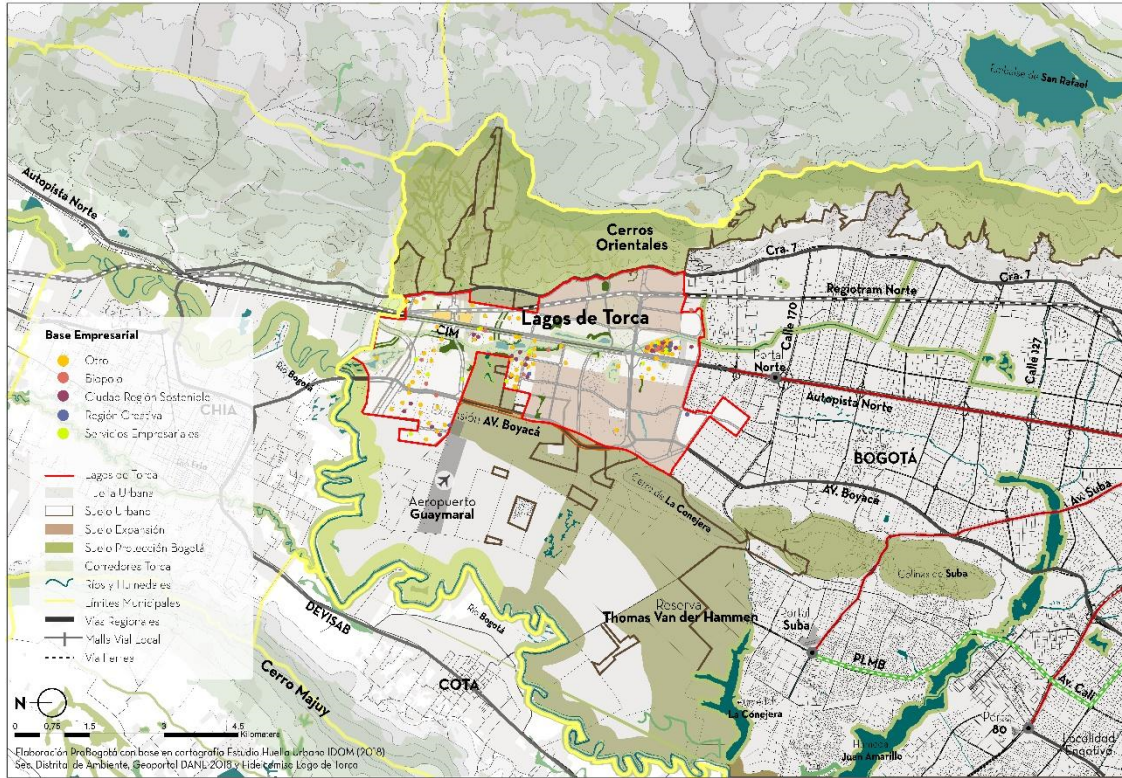 Embalse de San Rafael
Autopista Norte
Cerros
Orientales
Cra. 7
Cra. 7
Regiotram Norte
Lagos de Torca
CIM
Calle 170
Calle 127
Portal
Norte
Autopista Norte
Río Bogotá
CHIA
Río Frío
AV. Boyacá
BOGOTÁ
AV. Boyacá
Av. Suba
Aeropuerto
Guaymaral
Cerro de La Conejera
Colinas de Suba
Reserva
Thomas Van der Hammen
Portal
Suba
PLMB
Av. Cali
DEVISAB
Río Bogotá
COTA
Cerro Majuy
La Conejera
Juan Amarillo
80
Localidad
Engativá
Base Empresarial
Otro
Biopolo
Ciudad Región Sostenible
Región Creativa
Servicios Empresariales
Lagos de Torca
Huella Urbana
Suelo Urbano
Suelo Expansión
Suelo Protección Bogotá
Corredores Torca
Ríos y Humedales
Límites Municipales
Vías Regionales
Malla Vial Local
Vía Férrea
N
0 0.75 1.5 3 4.5
Kilometers
Elaboración ProBogotá con base en cartografía Estudio Huella Urbana IDOM (2018)
Sec. Distrital de Ambiente, Geoportal DANE 2018 y Fideicomiso Lago de Torca